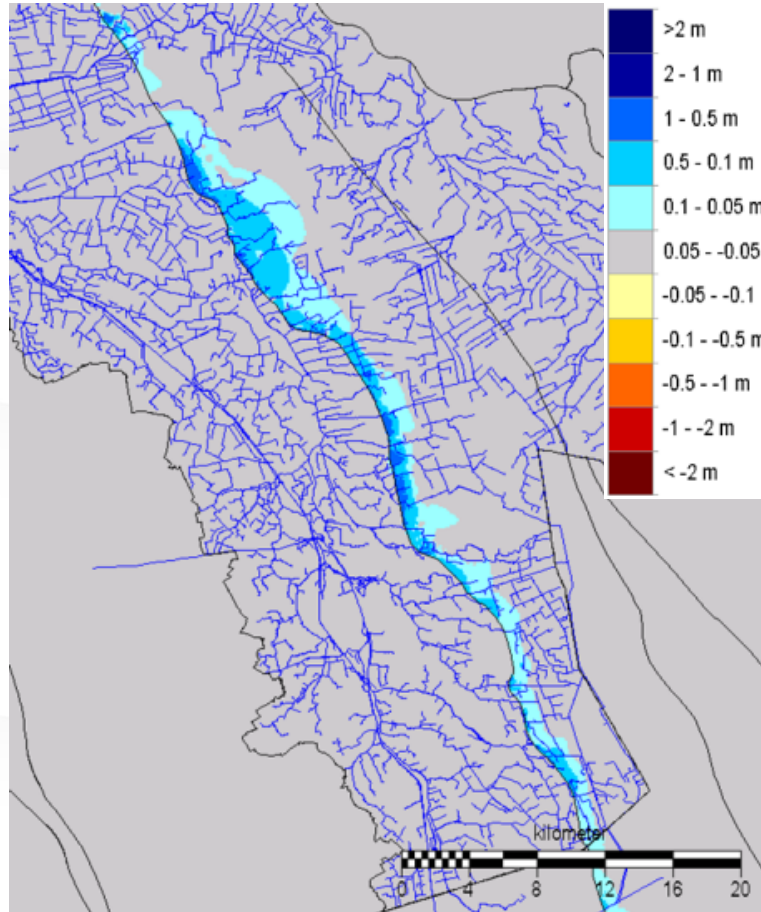 >2 m
2 - 1 m
1 - 0.5 m
0.5 - 0.1 m
0.1 - 0.05 m
0.05 - -0.05
-0.05 - -0.1
-0.1 - -0.5 m
-0.5 - -1 m
-1 - -2 m
< -2 m
kilometer
0 4 8 12 16 20